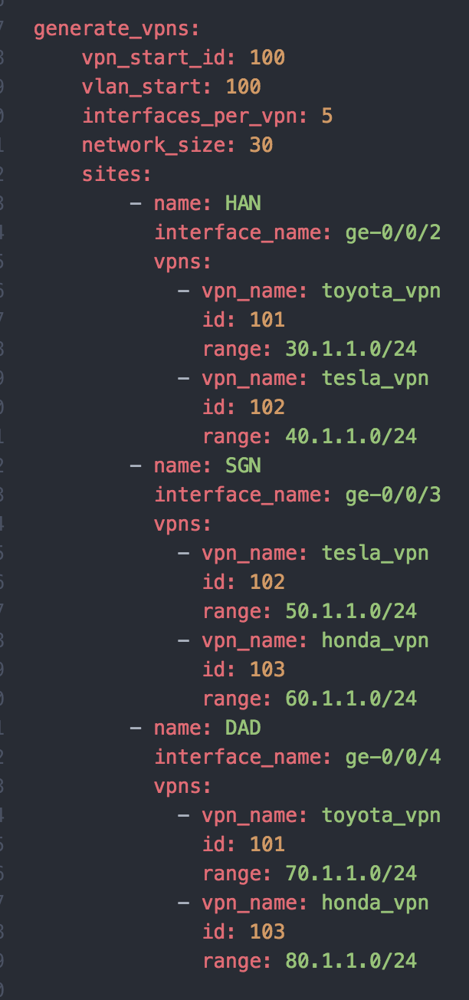 generate_vpns:
    vpn_start_id: 100
    vlan_start: 100
    interfaces_per_vpn: 5
    network_size: 30
    sites:
        - name: HAN
          interface_name: ge-0/0/2
          vpns:
            - vpn_name: toyota_vpn
              id: 101
              range: 30.1.1.0/24
            - vpn_name: tesla_vpn
              id: 102
              range: 40.1.1.0/24
        - name: SGN
          interface_name: ge-0/0/3
          vpns:
            - vpn_name: tesla_vpn
              id: 102
              range: 50.1.1.0/24
            - vpn_name: honda_vpn
              id: 103
              range: 60.1.1.0/24
        - name: DAD
          interface_name: ge-0/0/4
          vpns:
            - vpn_name: toyota_vpn
              id: 101
              range: 70.1.1.0/24
            - vpn_name: honda_vpn
              id: 103
              range: 80.1.1.0/24